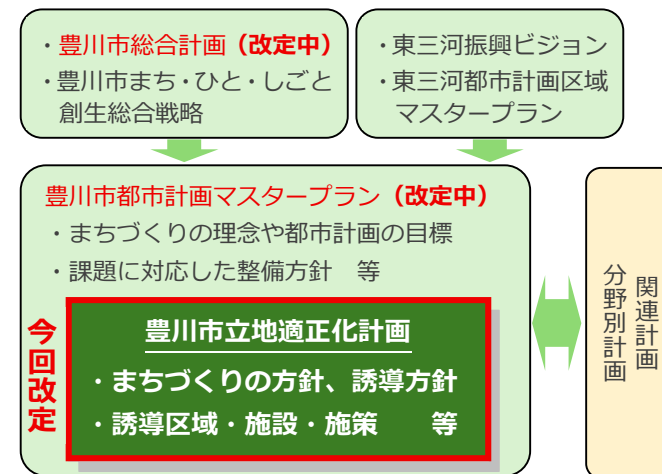 ・豊川市総合計画（改定中）
・豊川市まち・ひと・しごと
創生総合戦略
・東三河振興ビジョン
・東三河都市計画区域
マスタープラン
豊川市都市計画マスタープラン（改定中）
・まちづくりの理念や都市計画の目標
・課題に対応した整備方針　等
今回改定
豊川市立地適正化計画
・まちづくりの方針、誘導方針
・誘導区域・施設・施策　　等
関連計画
分野別計画